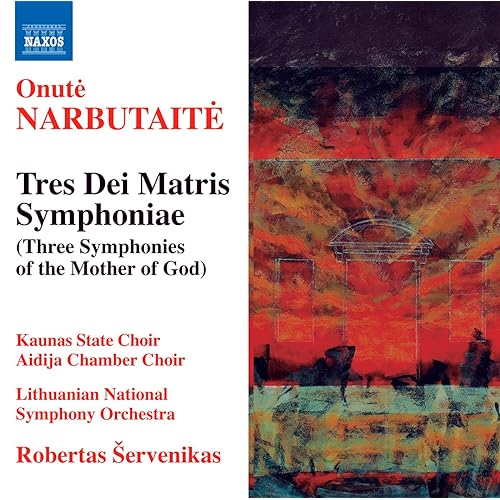 NAXOS
Onutė
NARBUTAITĖ
Tres Dei Matris
Symphoniae
(Three Symphonies
of the Mother of God)
Kaunas State Choir
Aidija Chamber Choir
Lithuanian National
Symphony Orchestra
Robertas Šervenikas